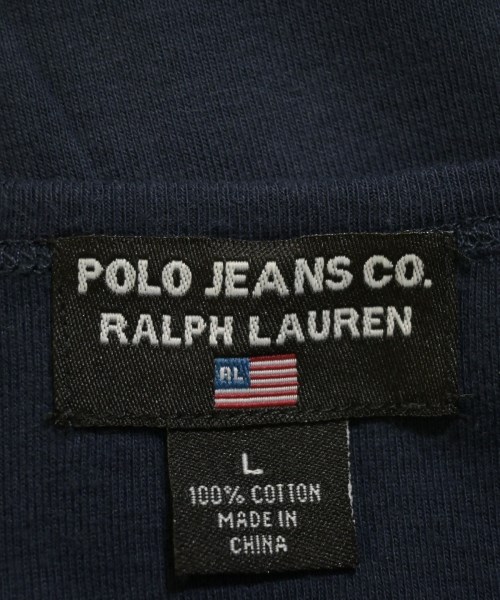 POLO JEANS CO.
RALPH LAUREN
RL
L
100% COTTON
MADE IN
CHINA